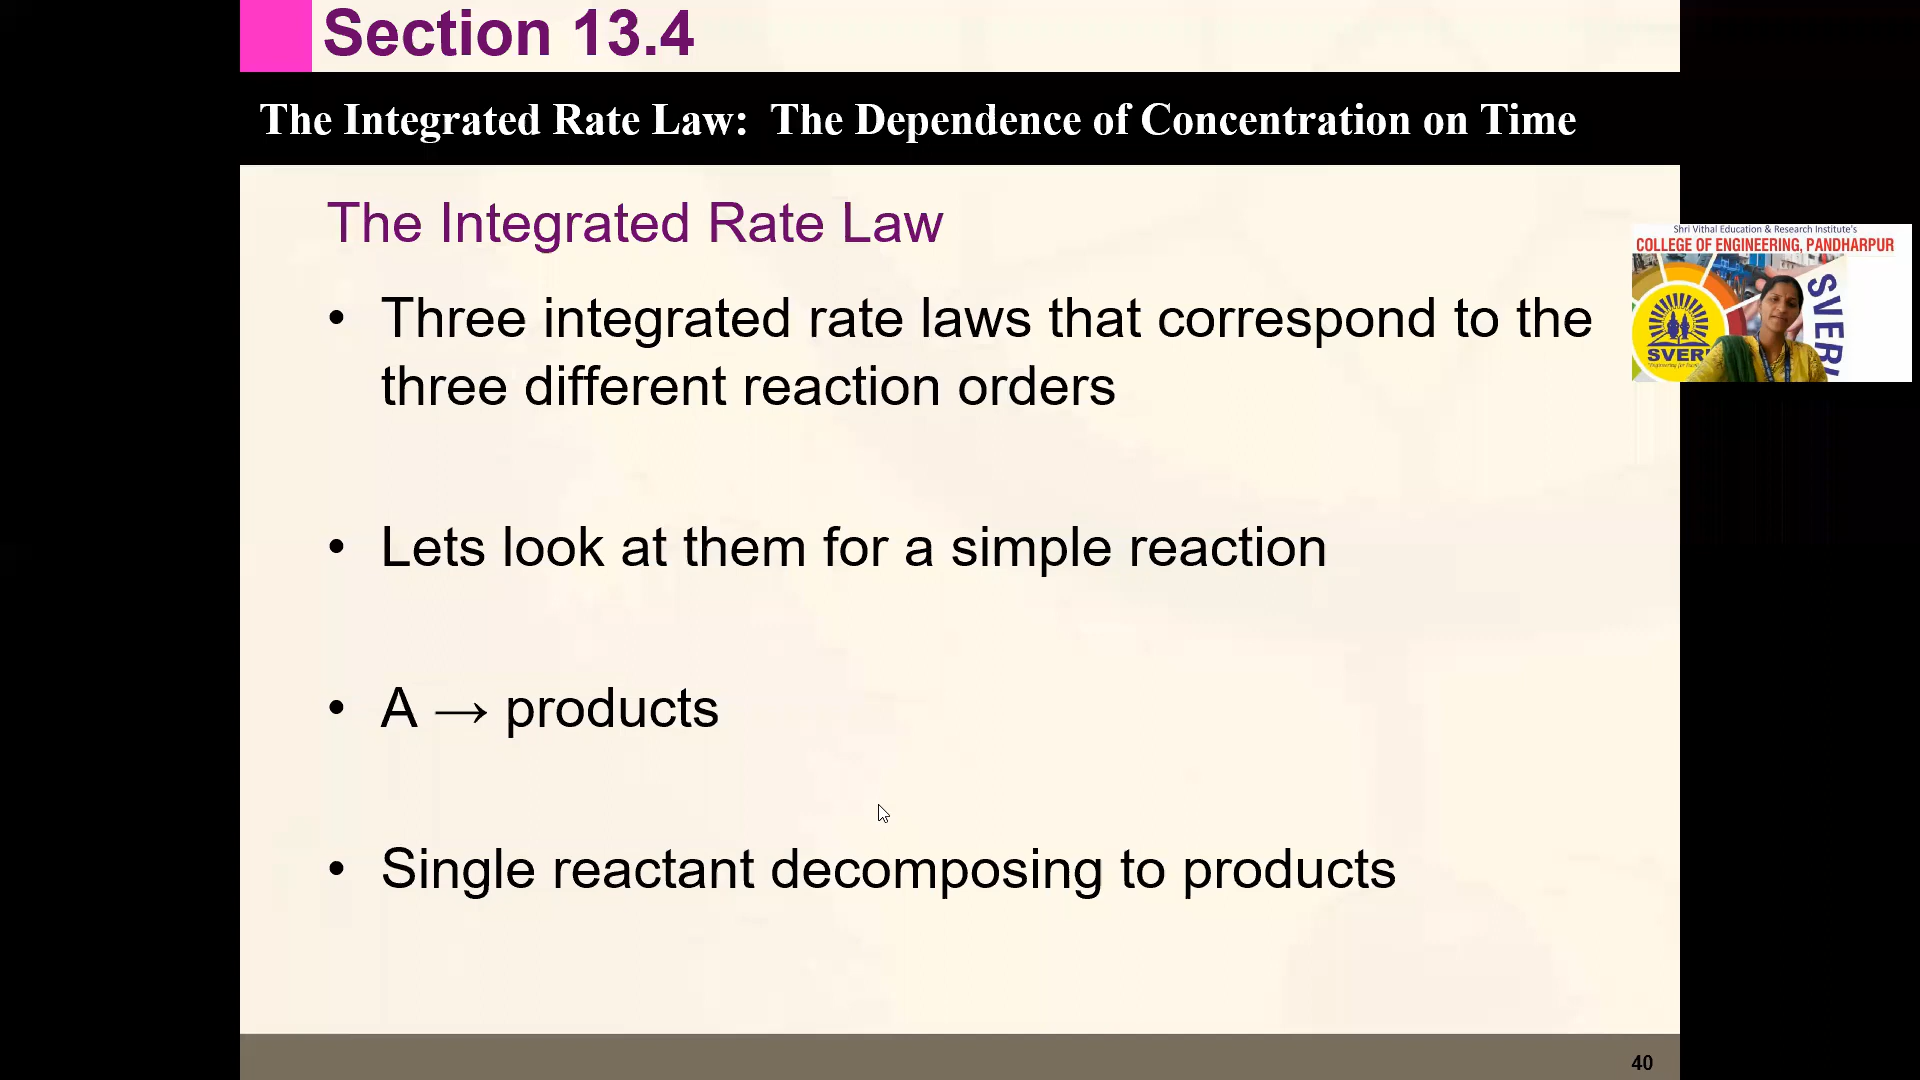 Section 13.4
The Integrated Rate Law:  The Dependence of Concentration on Time
The Integrated Rate Law
• Three integrated rate laws that correspond to the
three different reaction orders
• Lets look at them for a simple reaction
• A → products
• Single reactant decomposing to products
40
Shri Vithal Education & Research Institute's
COLLEGE OF ENGINEERING, PANDHARPUR
SVERI